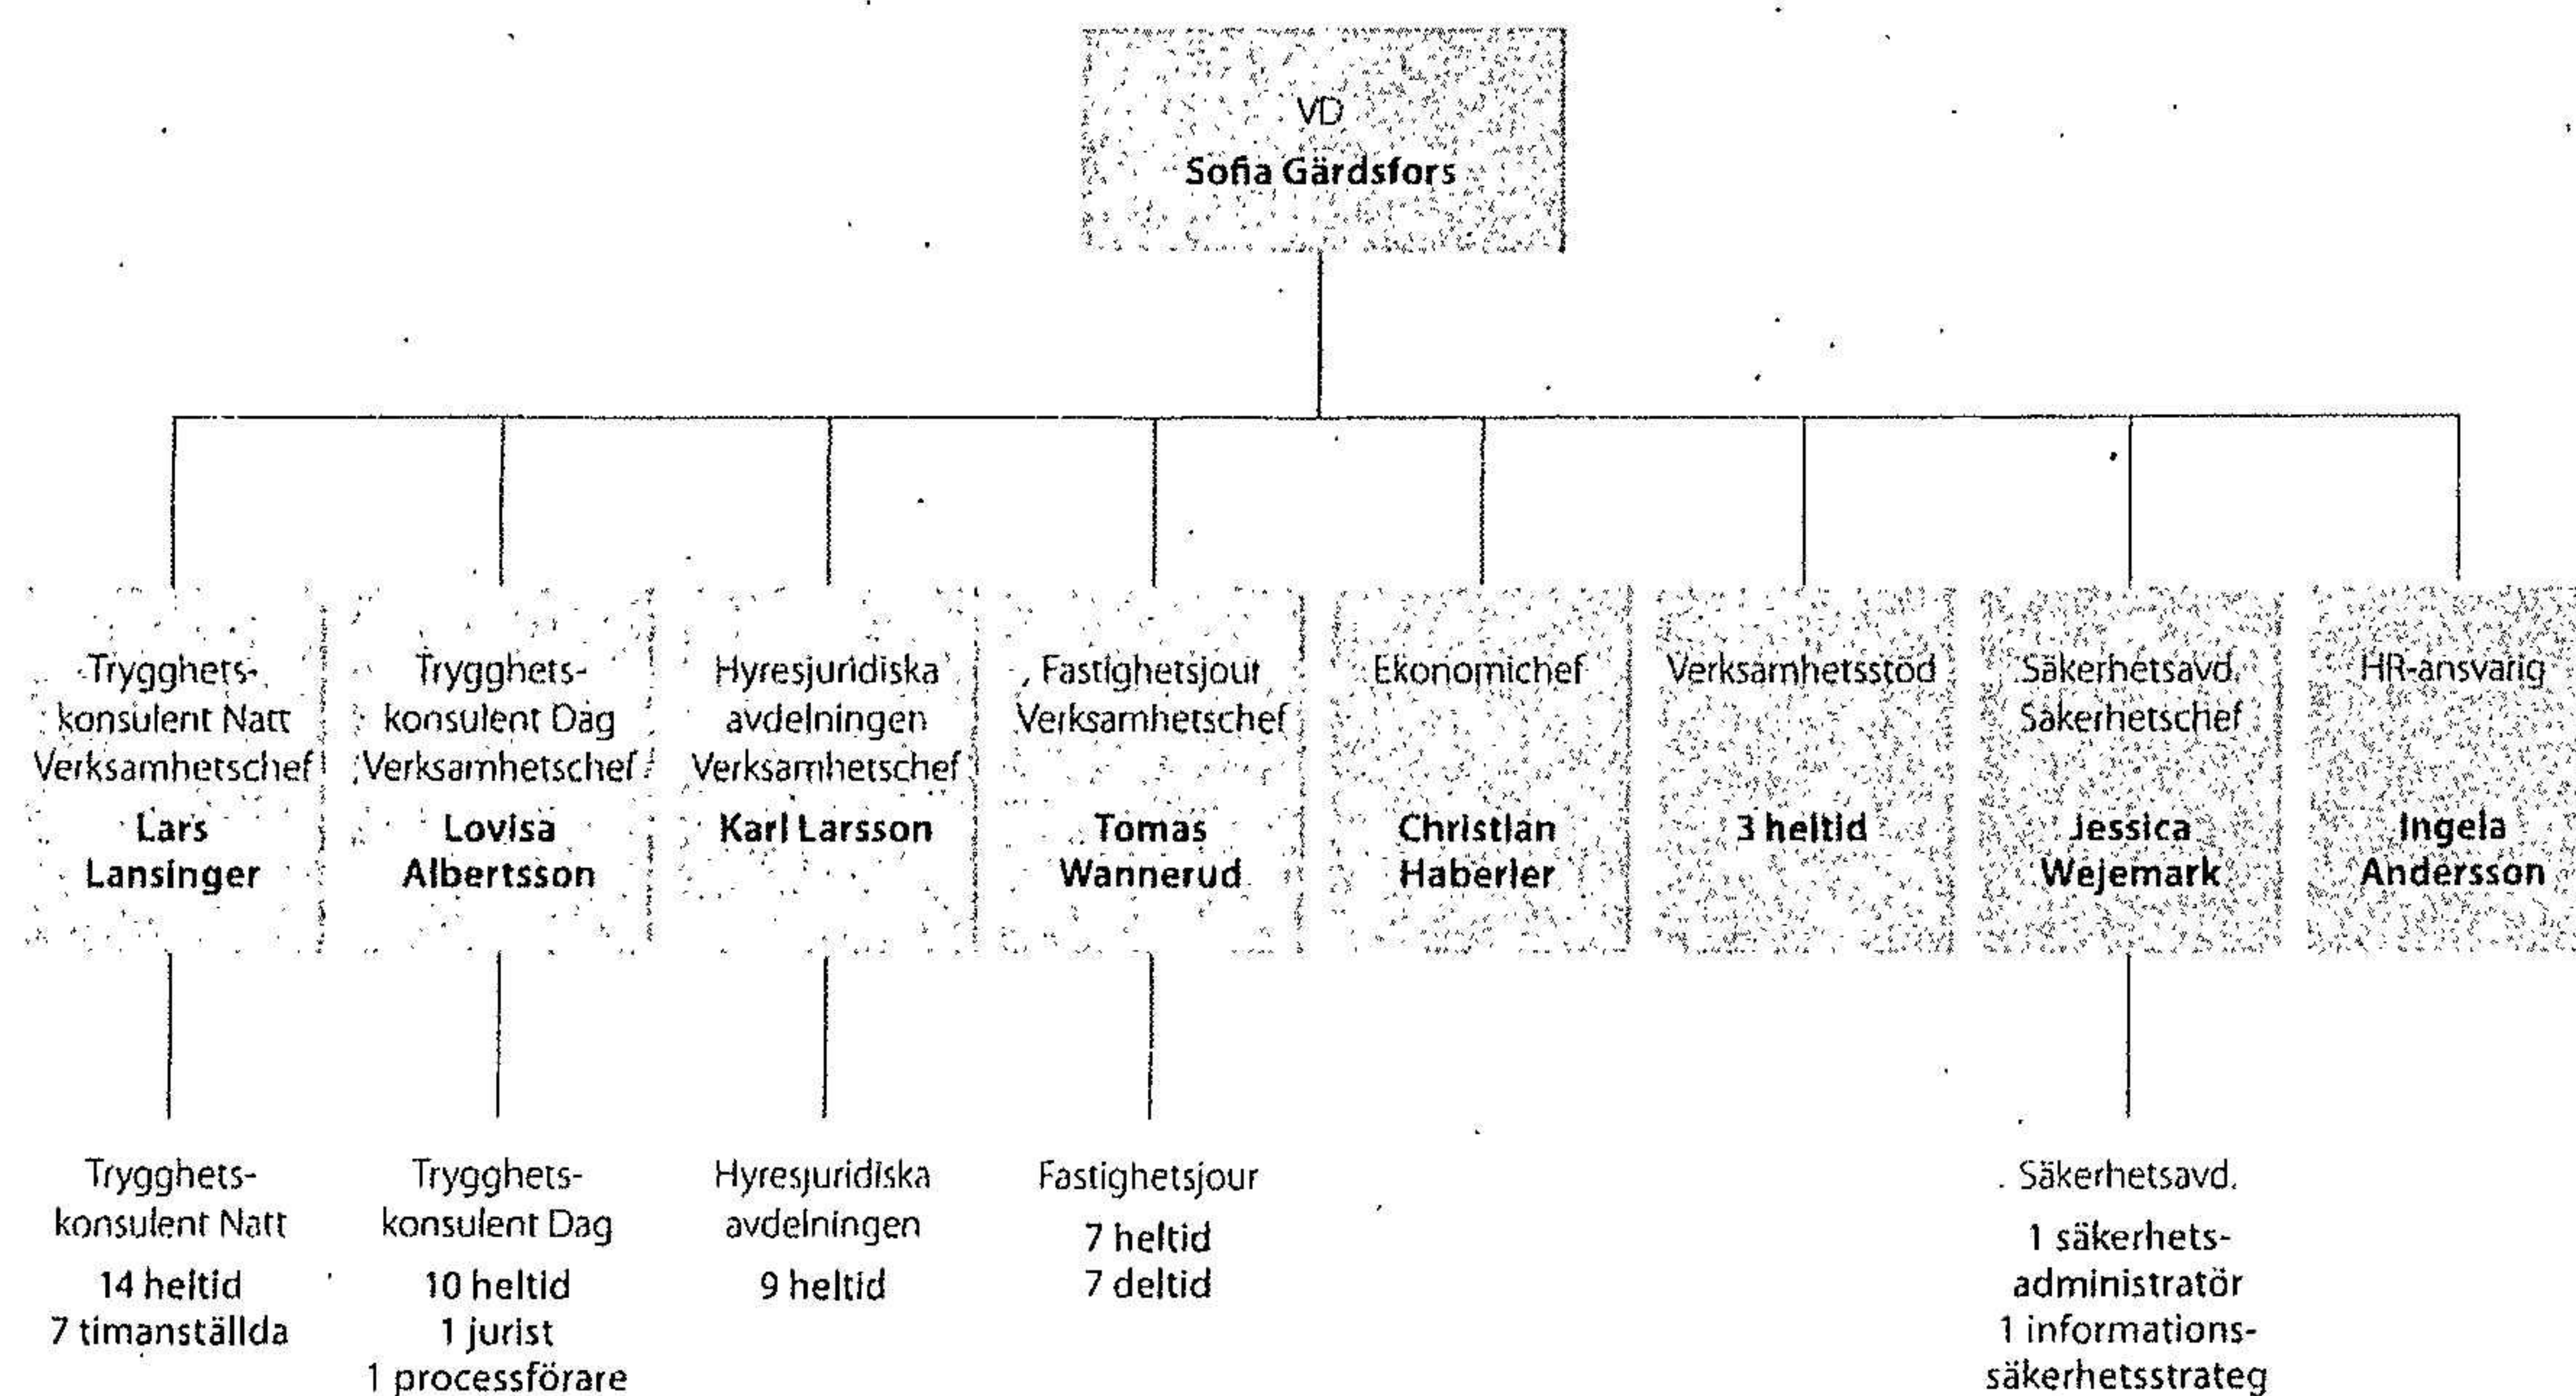 VD
Sofia Gärdsfors
Trygghets-
konsulent Natt
Verksamhetschef
Lars
Lansinger
Trygghets-
konsulent Dag
Verksamhetschef
Lovisa
Albertsson
Hyresjuridiska
avdelningen
Verksamhetschef
Karl Larsson
Fastighetsjour
Verksamhetschef
Tomas
Wannerud
Ekonomichef
Christian
Haberler
Verksamhetsstöd
3 heltid
Säkerhetsavd.
Säkerhetschef
Jessica
Wejemark
HR-ansvarig
Ingela
Andersson
Trygghets-
konsulent Natt
14 heltid
7 timanställda
Trygghets-
konsulent Dag
10 heltid
1 jurist
1 processförare
Hyresjuridiska
avdelningen
9 heltid
Fastighetsjour
7 heltid
7 deltid
Säkerhetsavd.
1 säkerhets-
administratör
1 informations-
säkerhetsstrateg